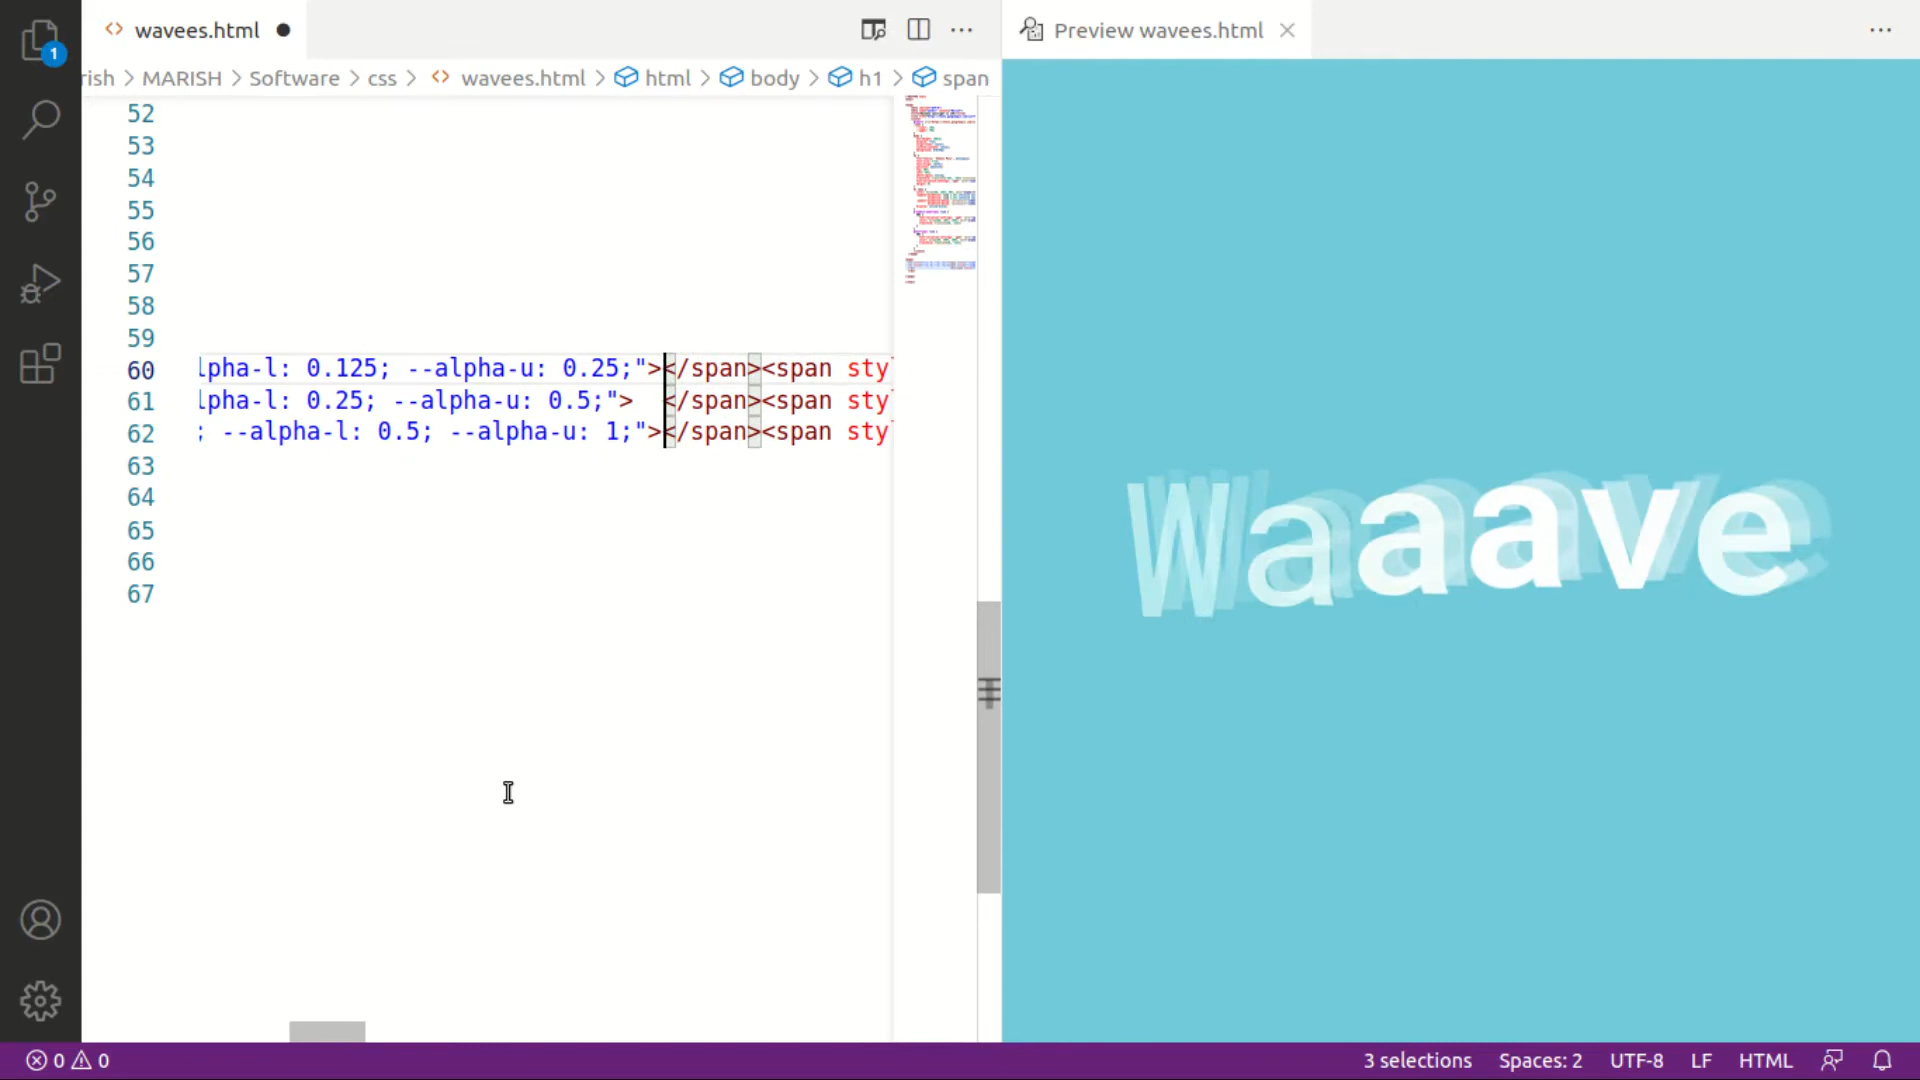 1
wavees.html
Preview wavees.html
rish > MARISH > Software > css > wavees.html > html > body > h1 > span
52
53
54
55
56
57
58
59
60 lpha-l: 0.125; --alpha-u: 0.25;"></span><span sty
61 lpha-l: 0.25; --alpha-u: 0.5;">  </span><span sty
62 ; --alpha-l: 0.5; --alpha-u: 1;"></span><span sty
63
64
65
66
67
Waaave
0 0
3 selections Spaces: 2 UTF-8 LF HTML